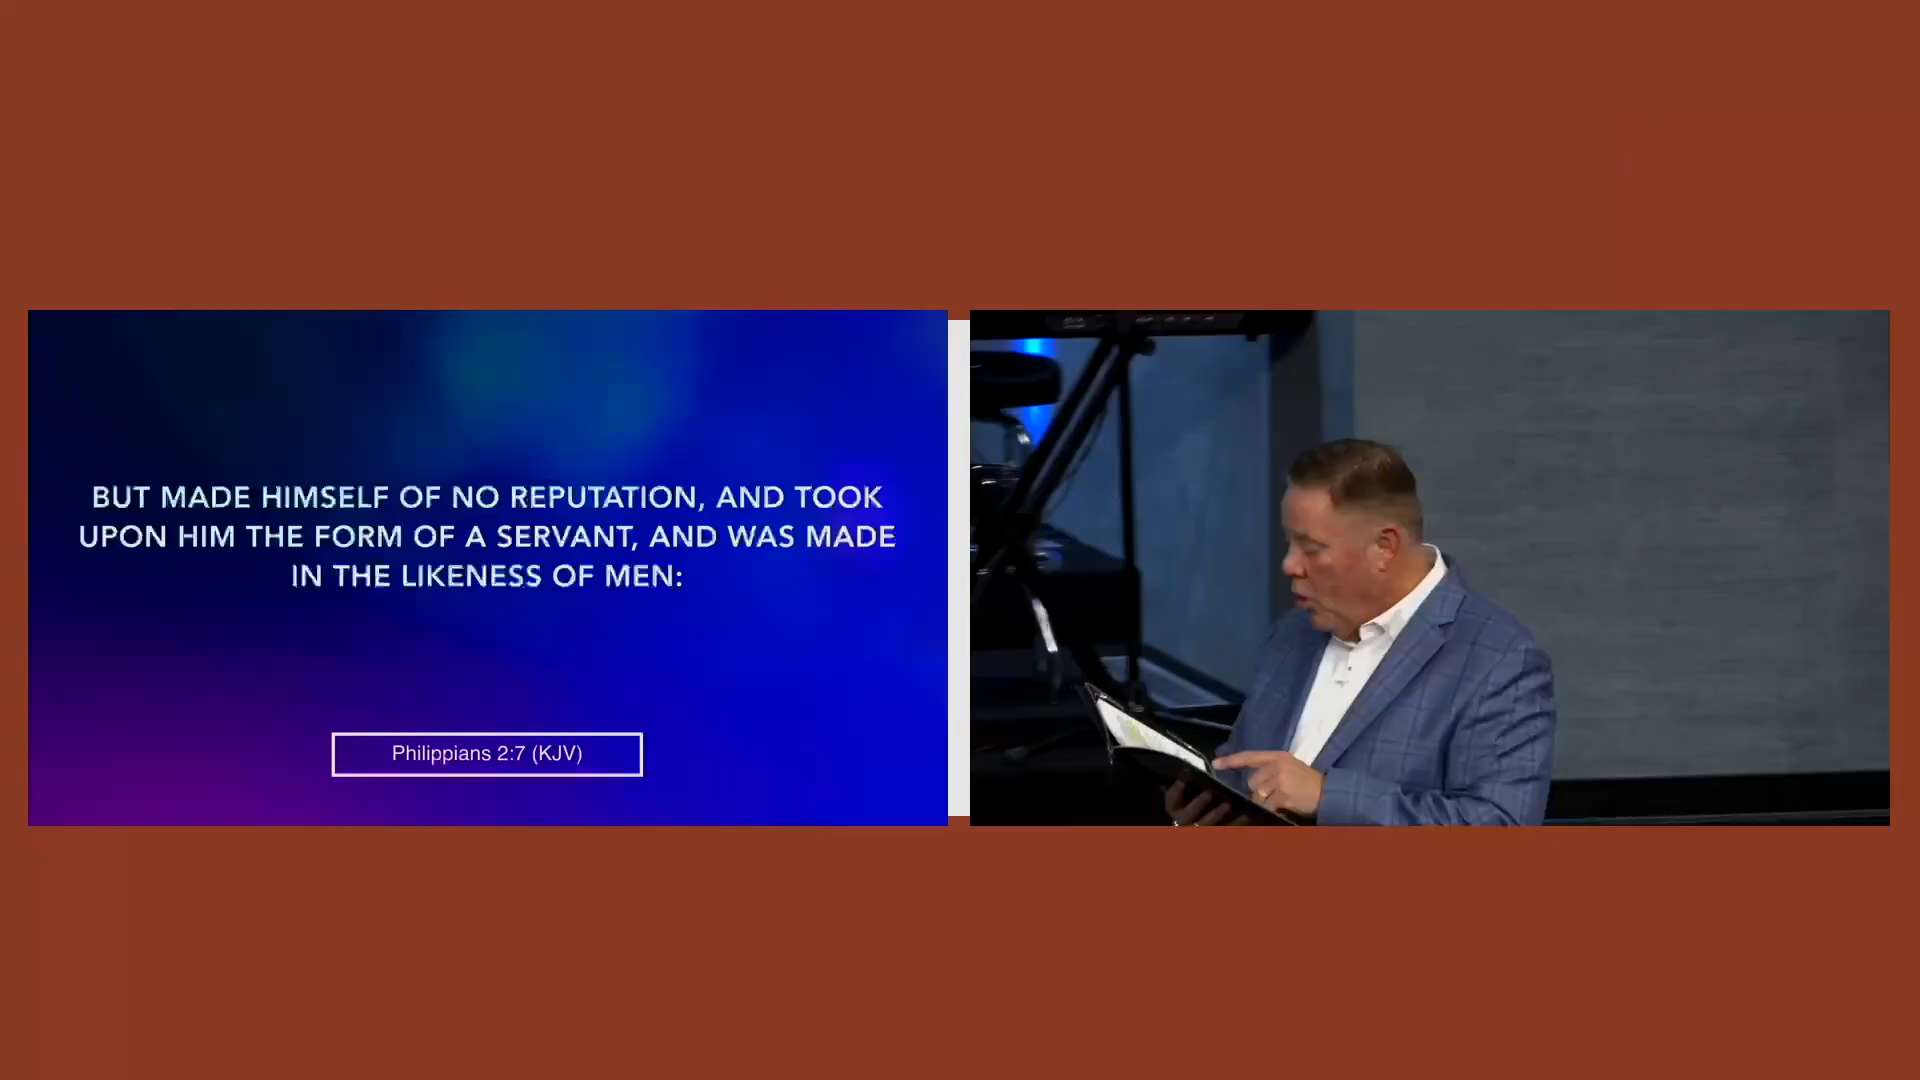 BUT MADE HIMSELF OF NO REPUTATION, AND TOOK
UPON HIM THE FORM OF A SERVANT, AND WAS MADE
IN THE LIKENESS OF MEN:
Philippians 2:7 (KJV)